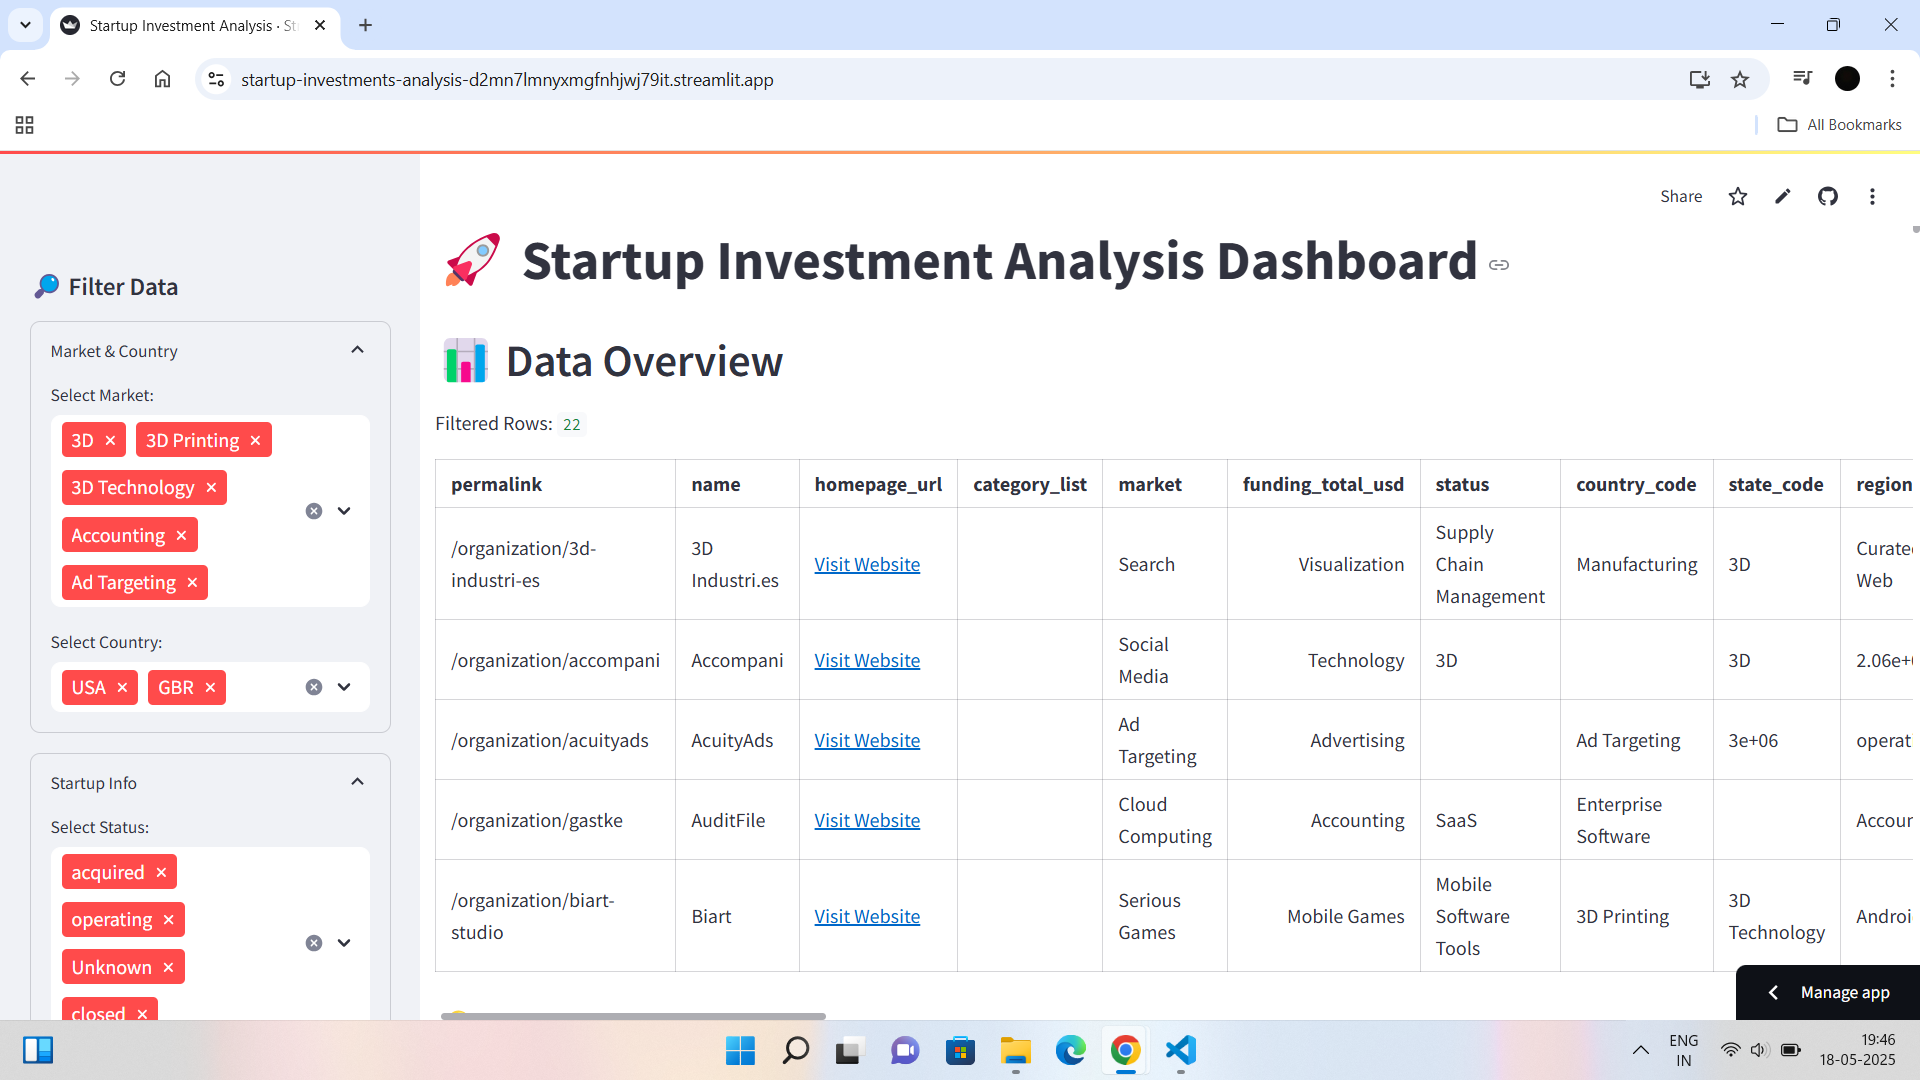 Startup Investment Analysis · St
startup-investments-analysis-d2mn7lmnyxmgfnhjwj79it.streamlit.app
All Bookmarks
Share
Filter Data
Market & Country
Select Market:
3D
3D Printing
3D Technology
Accounting
Ad Targeting
Select Country:
USA
GBR
Startup Info
Select Status:
acquired
operating
Unknown
closed
Startup Investment Analysis Dashboard
Data Overview
Filtered Rows: 22
permalink name homepage_url category_list market funding_total_usd status country_code state_code region
/organization/3d-
industri-es
3D
Industri.es
Visit Website
Search
Visualization
Supply
Chain
Management
Manufacturing
3D
Curate
Web
/organization/accompani
Accompani
Visit Website
Social
Media
Technology
3D
3D
2.06e+
/organization/acuityads
AcuityAds
Visit Website
Ad
Targeting
Advertising
Ad Targeting
3e+06
operat
/organization/gastke
AuditFile
Visit Website
Cloud
Computing
Accounting
SaaS
Enterprise
Software
Accour
/organization/biart-
studio
Biart
Visit Website
Serious
Games
Mobile Games
Mobile
Software
Tools
3D Printing
3D
Technology
Androi
Manage app
ENG
IN
19:46
18-05-2025